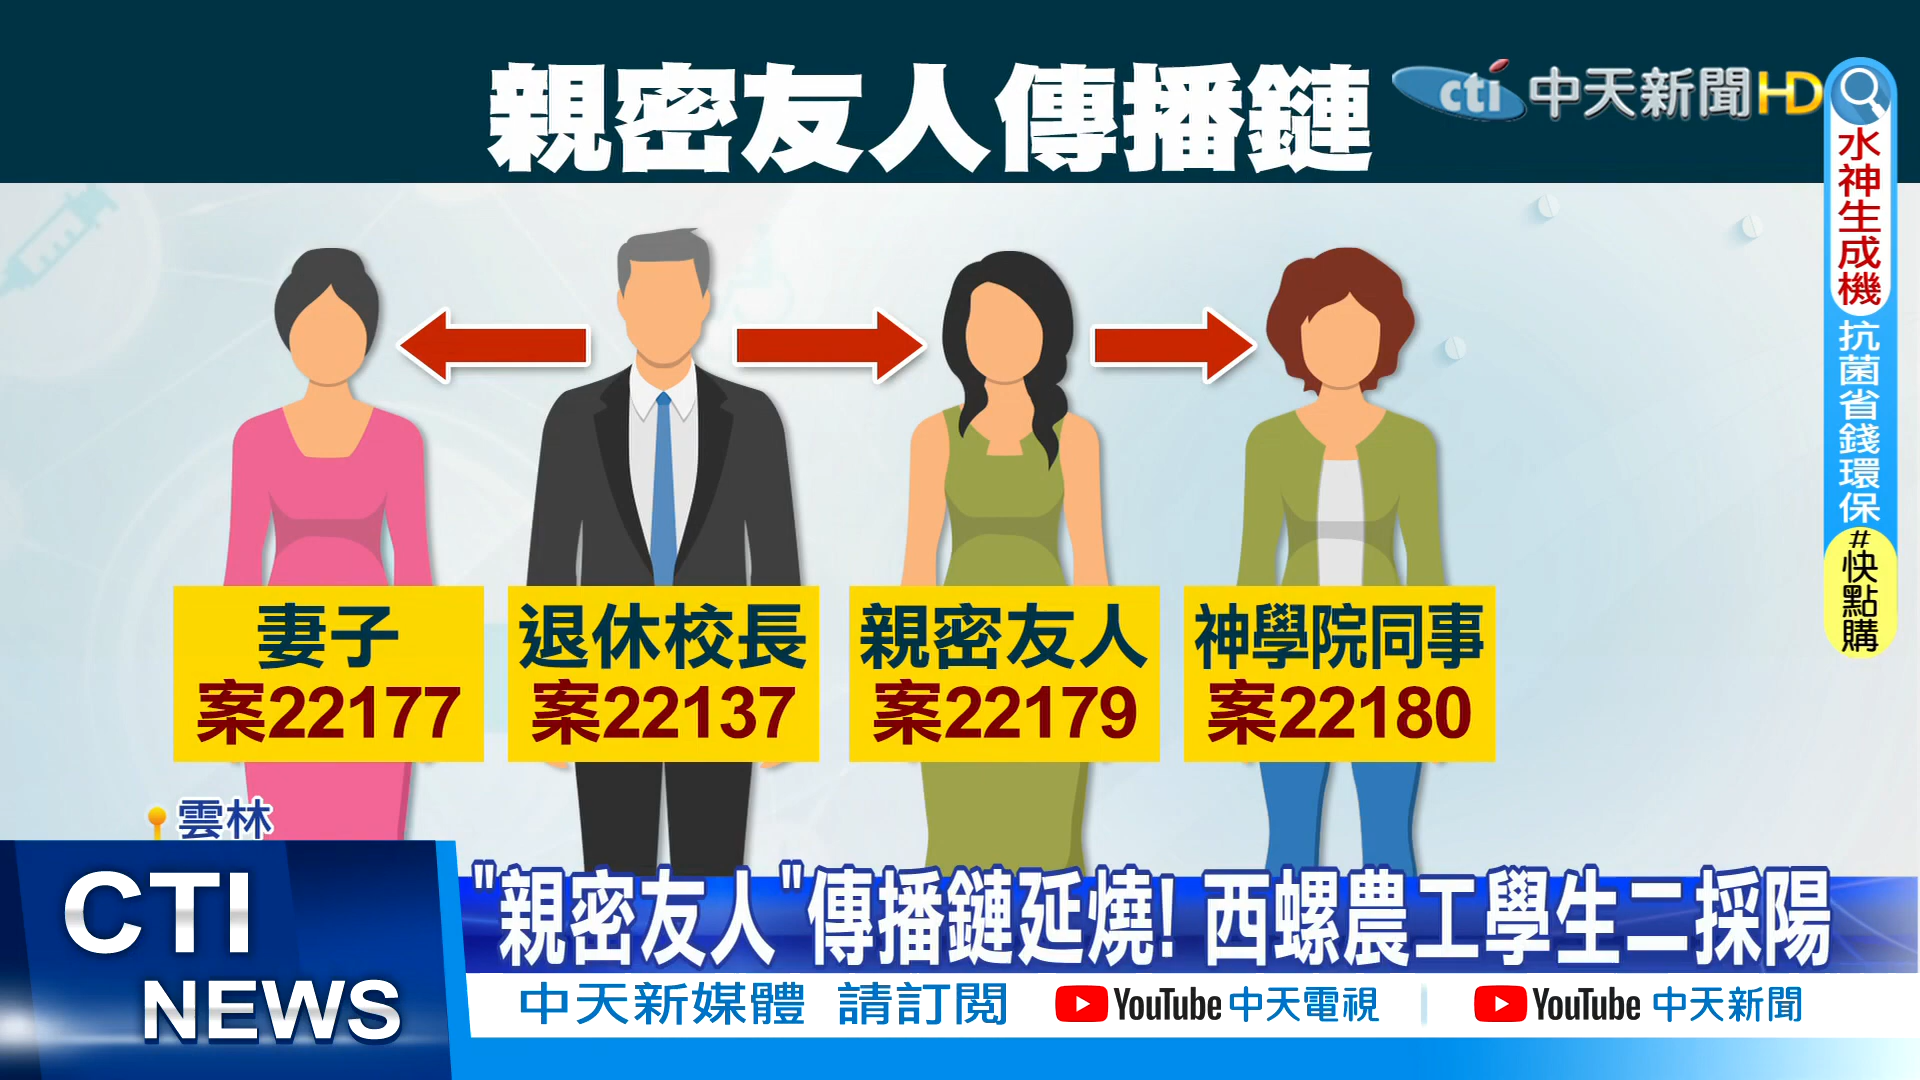 親密友人傳播鏈
cti 中天新聞HD
水神生成機
抗菌省錢環保
#快點購
妻子
案22177
退休校長
案22137
親密友人
案22179
神學院同事
案22180
雲林
CTI
NEWS
"親密友人"傳播鏈延燒! 西螺農工學生二採陽
中天新媒體 請訂閱 YouTube 中天電視 | YouTube 中天新聞